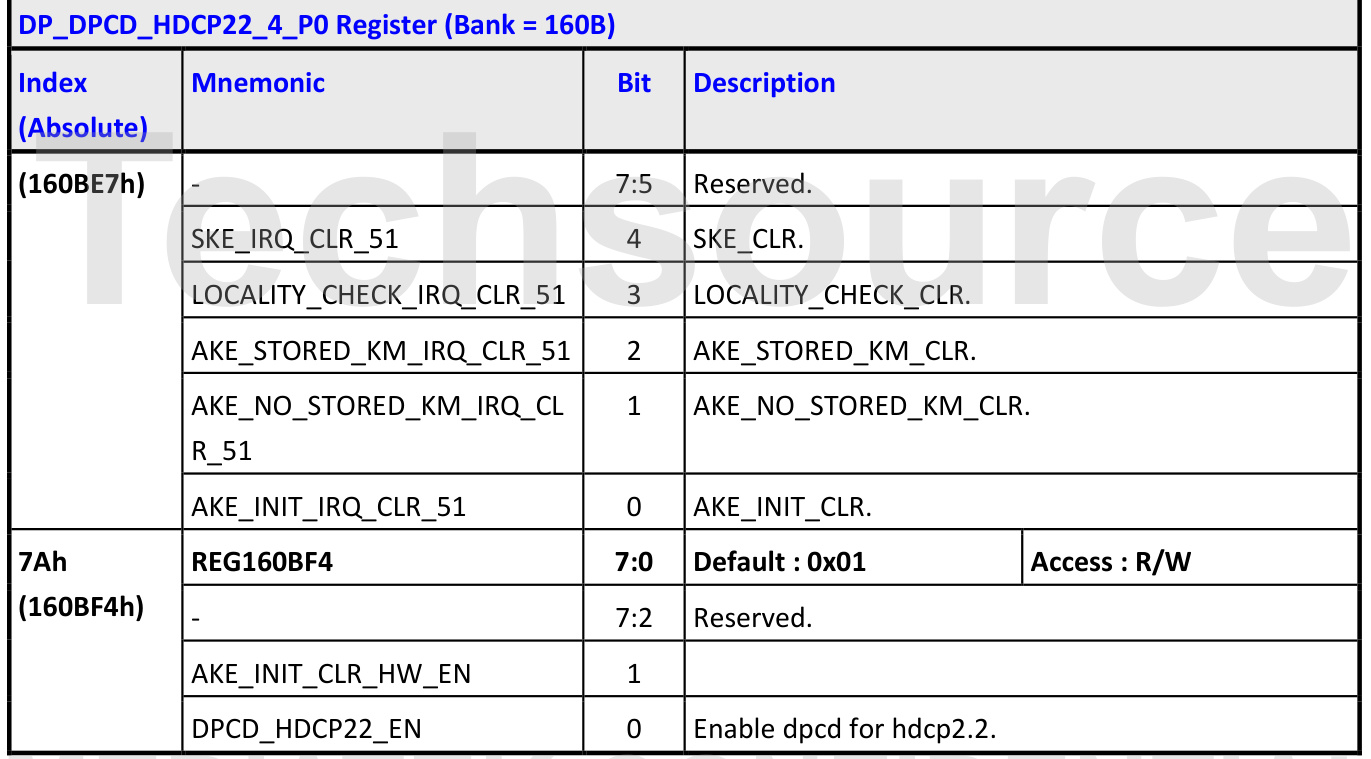 DP_DPCD_HDCP22_4_P0 Register (Bank = 160B)
Index
(Absolute)
Mnemonic
Bit
Description
(160BE7h)
-
7:5
Reserved.
SKE_IRQ_CLR_51
4
SKE_CLR.
LOCALITY_CHECK_IRQ_CLR_51
3
LOCALITY_CHECK_CLR.
AKE_STORED_KM_IRQ_CLR_51
2
AKE_STORED_KM_CLR.
AKE_NO_STORED_KM_IRQ_CL
R_51
1
AKE_NO_STORED_KM_CLR.
AKE_INIT_IRQ_CLR_51
0
AKE_INIT_CLR.
7Ah
(160BF4h)
REG160BF4
7:0
Default : 0x01
Access : R/W
-
7:2
Reserved.
AKE_INIT_CLR_HW_EN
1
DPCD_HDCP22_EN
0
Enable dpcd for hdcp2.2.
Techsource